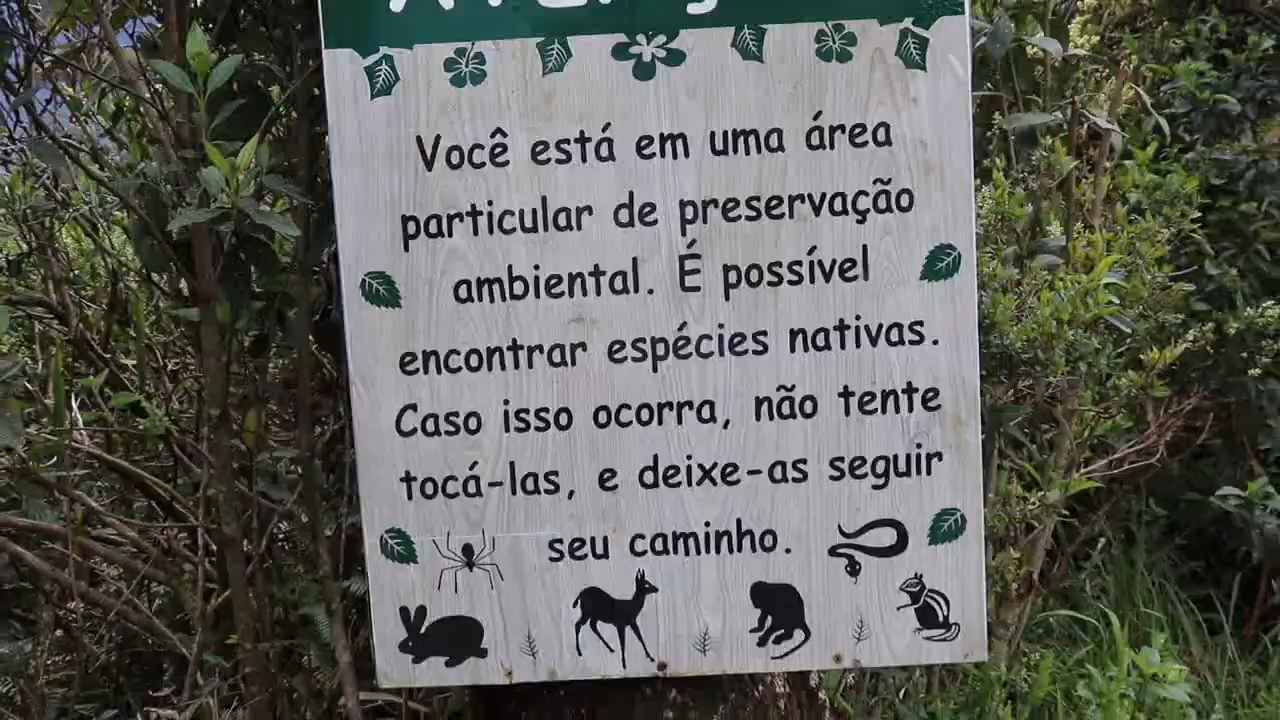 Você está em uma área
particular de preservação
ambiental. É possível
encontrar espécies nativas.
Caso isso ocorra, não tente
tocá-las, e deixe-as seguir
seu caminho.